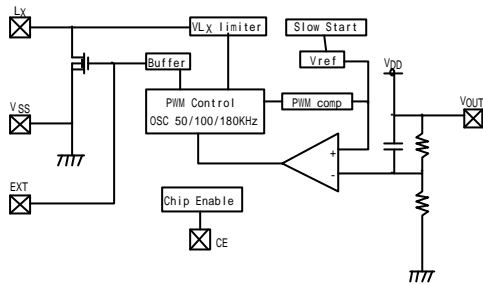 LX
VLX limiter
Slow Start
Buffer
Vref
VDD
PWM Control
OSC 50/100/180KHz
PWM comp
VSS
VOUT
+
-
EXT
Chip Enable
CE